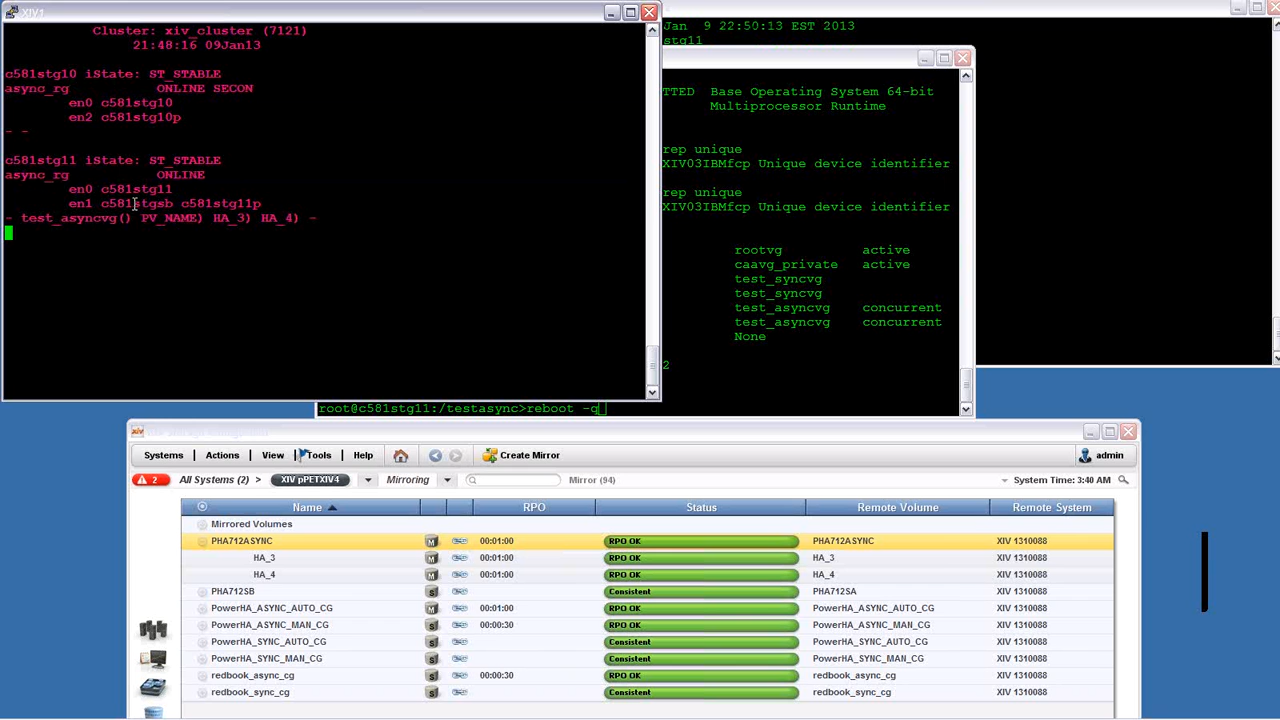 XIV1
Cluster: xiv_cluster (7121)
21:48:16 09Jan13
c581stg10 iState: ST_STABLE
async_rg ONLINE SECON
en0 c581stg10
en2 c581stg10p
- -
c581stg11 iState: ST_STABLE
async_rg ONLINE
en0 c581stg11
en1 c581stgsb c581stg11p
- test_asyncvg() PV_NAME) HA_3) HA_4) -
Jan 9 22:50:13 EST 2013
stg11
TTED Base Operating System 64-bit
Multiprocessor Runtime
rep unique
XIV03IBMfcp Unique device identifier
rep unique
XIV03IBMfcp Unique device identifier
rootvg active
caavg_private active
test_syncvg
test_syncvg
test_asyncvg concurrent
test_asyncvg concurrent
None
2
root@c581stg11:/testasync>reboot -q
XIV
Systems Actions View Tools Help Create Mirror admin
2 All Systems (2) > XIV pPETXIV4 Mirroring Mirror (94) System Time: 3:40 AM
Name RPO Status Remote Volume Remote System
Mirrored Volumes
PHA712ASYNC M 00:01:00 RPO OK PHA712ASYNC XIV 1310088
HA_3 M 00:01:00 RPO OK HA_3 XIV 1310088
HA_4 M 00:01:00 RPO OK HA_4 XIV 1310088
PHA712SB S Consistent PHA712SA XIV 1310088
PowerHA_ASYNC_AUTO_CG M 00:01:00 RPO OK PowerHA_ASYNC_AUTO_CG XIV 1310088
PowerHA_ASYNC_MAN_CG S 00:00:30 RPO OK PowerHA_ASYNC_MAN_CG XIV 1310088
PowerHA_SYNC_AUTO_CG S Consistent PowerHA_SYNC_AUTO_CG XIV 1310088
PowerHA_SYNC_MAN_CG S Consistent PowerHA_SYNC_MAN_CG XIV 1310088
redbook_async_cg S 00:00:30 RPO OK redbook_async_cg XIV 1310088
redbook_sync_cg S Consistent redbook_sync_cg XIV 1310088